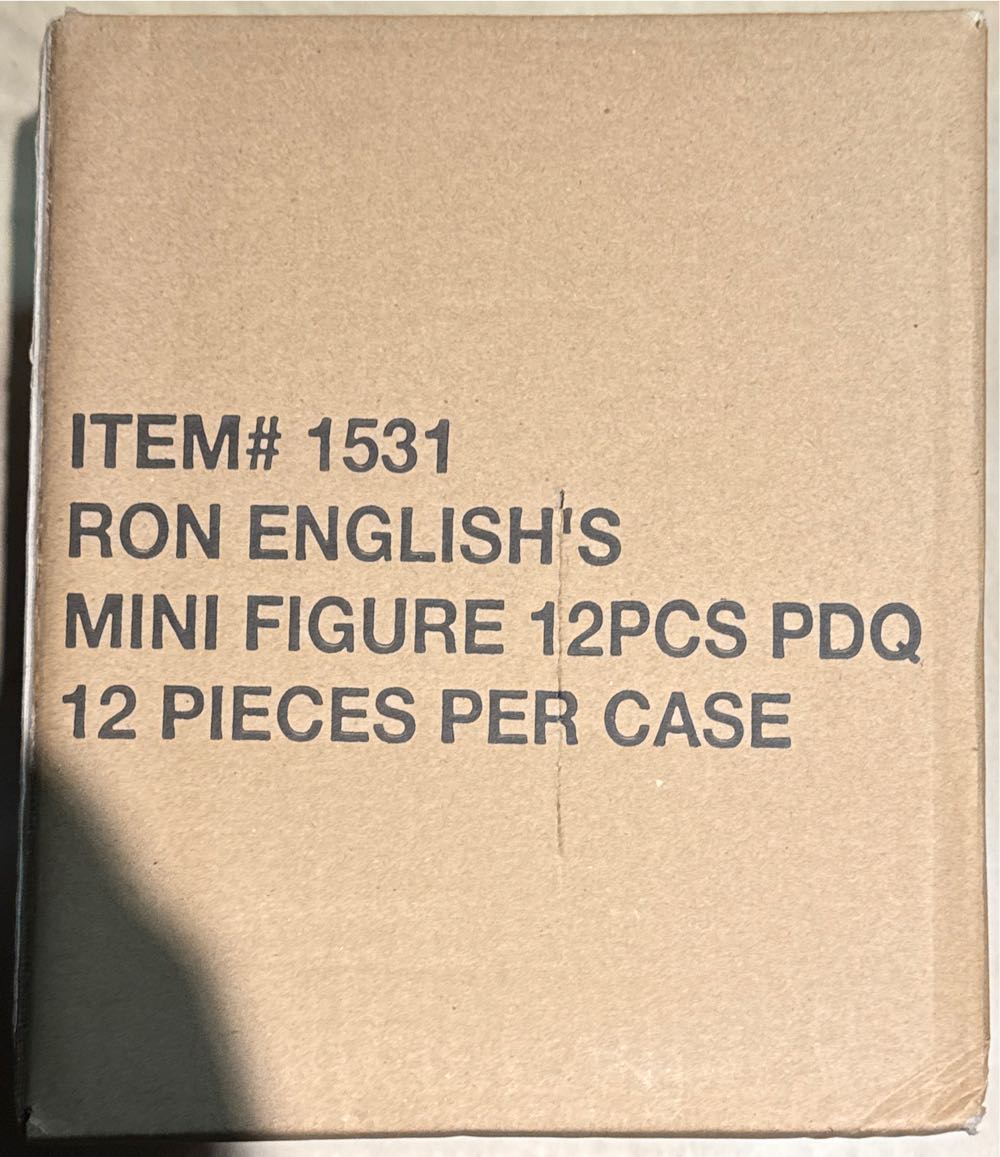 ITEM# 1531
RON ENGLISH'S
MINI FIGURE 12PCS PDQ
12 PIECES PER CASE